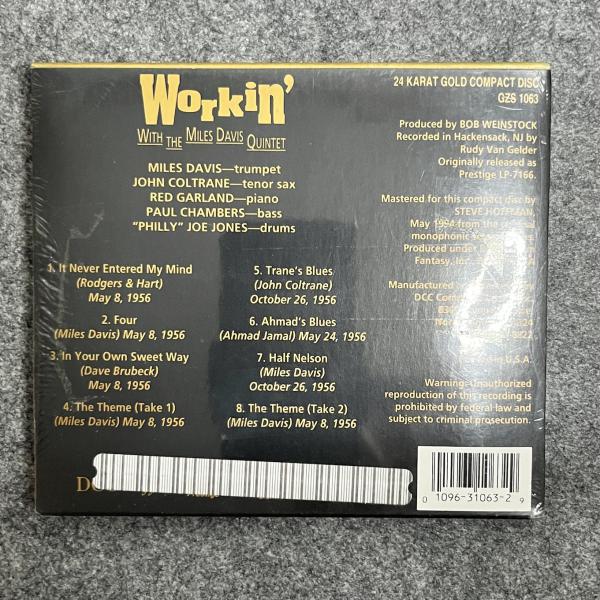 Workin'
WITH THE MILES DAVIS QUINTET
MILES DAVIS—trumpet
JOHN COLTRANE—tenor sax
RED GARLAND—piano
PAUL CHAMBERS—bass
"PHILLY" JOE JONES—drums
1. It Never Entered My Mind
(Rodgers & Hart)
May 8, 1956
2. Four
(Miles Davis) May 8, 1956
3. In Your Own Sweet Way
(Dave Brubeck)
May 8, 1956
4. The Theme (Take 1)
(Miles Davis) May 8, 1956
5. Trane's Blues
(John Coltrane)
October 26, 1956
6. Ahmad's Blues
(Ahmad Jamal) May 24, 1956
7. Half Nelson
(Miles Davis)
October 26, 1956
8. The Theme (Take 2)
(Miles Davis) May 8, 1956
24 KARAT GOLD COMPACT DISC
GZS 1063
Produced by BOB WEINSTOCK
Recorded in Hackensack, NJ by
Rudy Van Gelder
Originally released as
Prestige LP-7166.
Mastered for this compact disc by
STEVE HOFFMAN,
May 1994 from the
monophonic
Produced under
Fantasy, Inc.
Manufactured
DCC
U.S.A.
Warning: Unauthorized
reproduction of this recording is
prohibited by federal law and
subject to criminal prosecution.
0 1096-31063-2 9